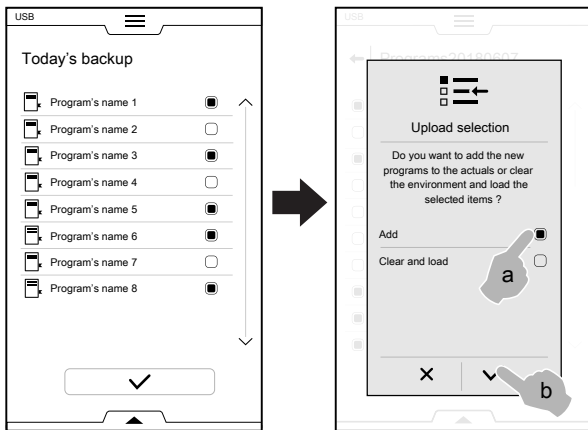 USB
Today's backup
Program's name 1
Program's name 2
Program's name 3
Program's name 4
Program's name 5
Program's name 6
Program's name 7
Program's name 8
USB
Programs20180607
Upload selection
Do you want to add the new
programs to the actuals or clear
the environment and load the
selected items ?
Add
Clear and load
a
b